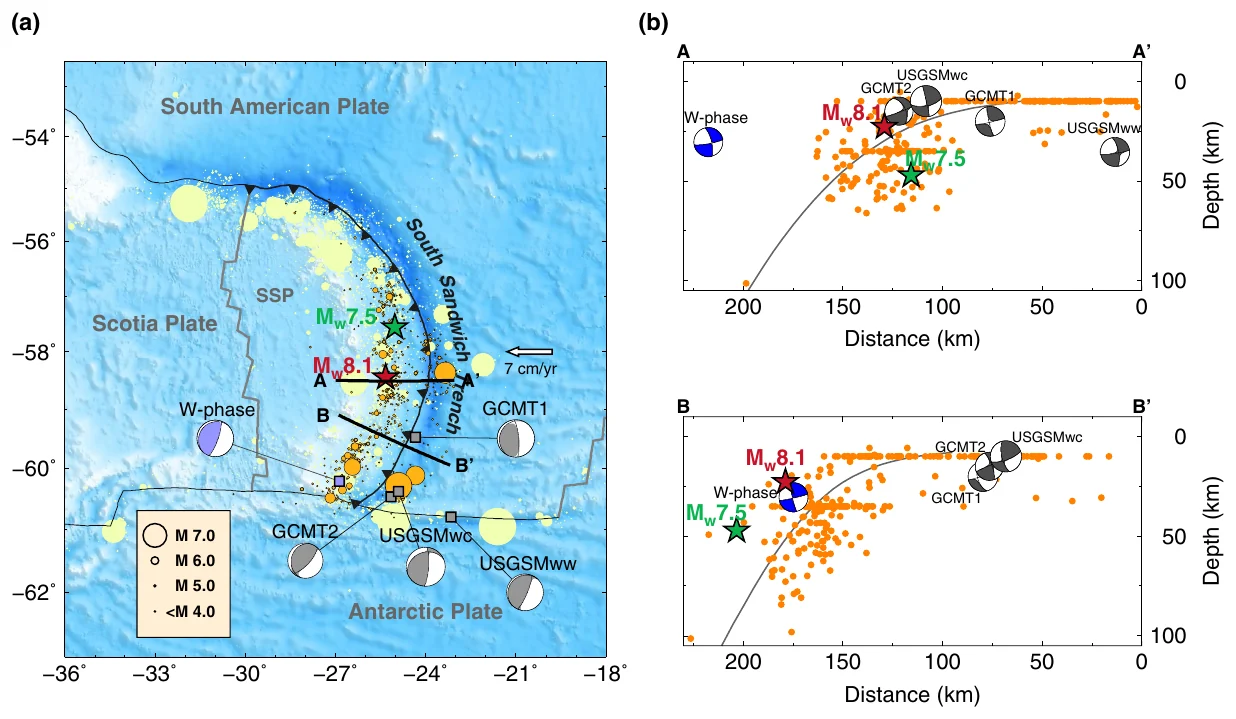 (a)
South American Plate
−54°
−56°
−58°
−60°
−62°
−36
−33°
−30°
−27°
−24°
−21°
−18°
South Sandwich Trench
SSP
Scotia Plate
Mw7.5
Mw8.1
A
A’
7 cm/yr
B
B’
W-phase
GCMT1
GCMT2
USGSMwc
USGSMww
Antarctic Plate
M 7.0
M 6.0
M 5.0
<M 4.0
(b)
A
A’
W-phase
GCMT2
USGSMwc
GCMT1
USGSMww
Mw8.1
Mw7.5
0
50
100
Depth (km)
200
150
100
50
0
Distance (km)
B
B’
Mw8.1
W-phase
Mw7.5
GCMT2
USGSMwc
GCMT1
0
50
100
Depth (km)
200
150
100
50
0
Distance (km)